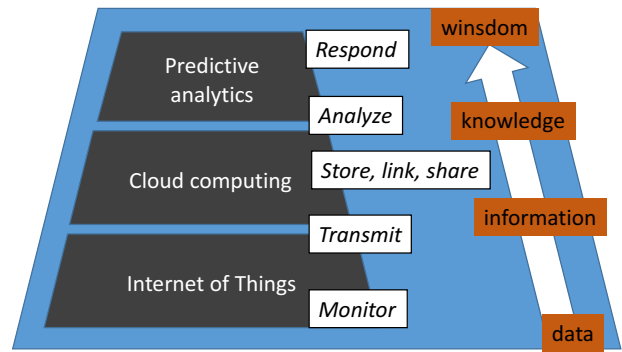 winsdom
Respond
Predictive
analytics
Analyze
knowledge
Store, link, share
Cloud computing
information
Transmit
Internet of Things
Monitor
data